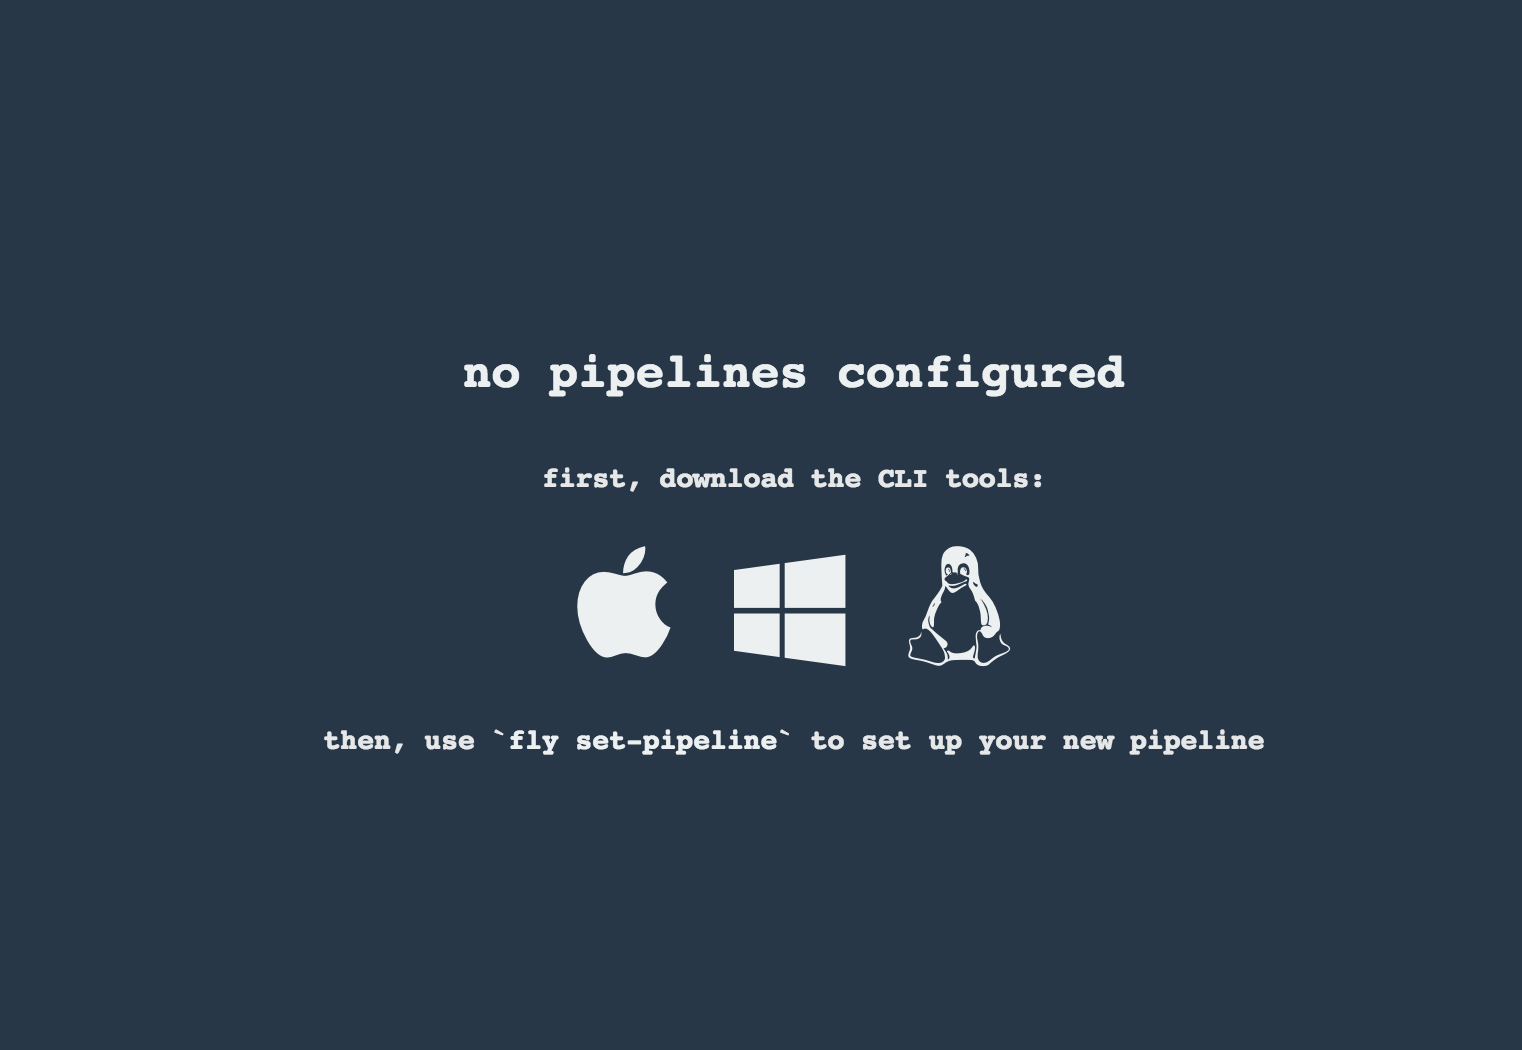 no pipelines configured
first, download the CLI tools:
then, use `fly set-pipeline` to set up your new pipeline